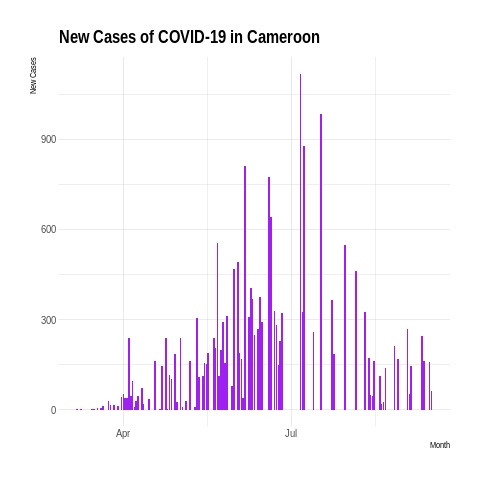 New Cases of COVID-19 in Cameroon
New Cases
900
600
300
0
Apr
Jul
Month